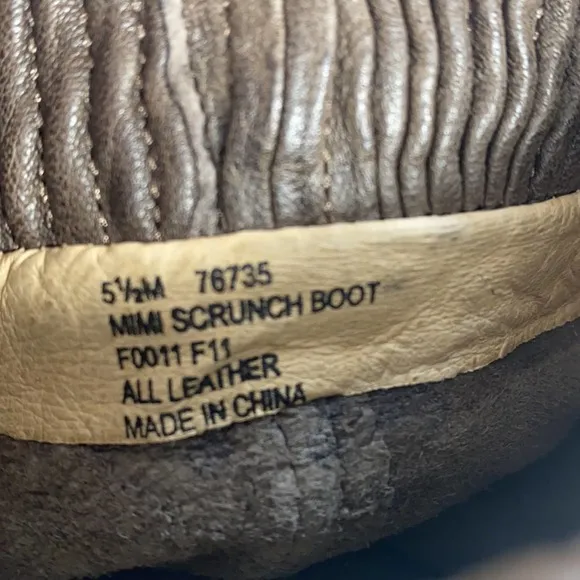 5½M 76735
MIMI SCRUNCH BOOT
F0011 F11
ALL LEATHER
MADE IN CHINA